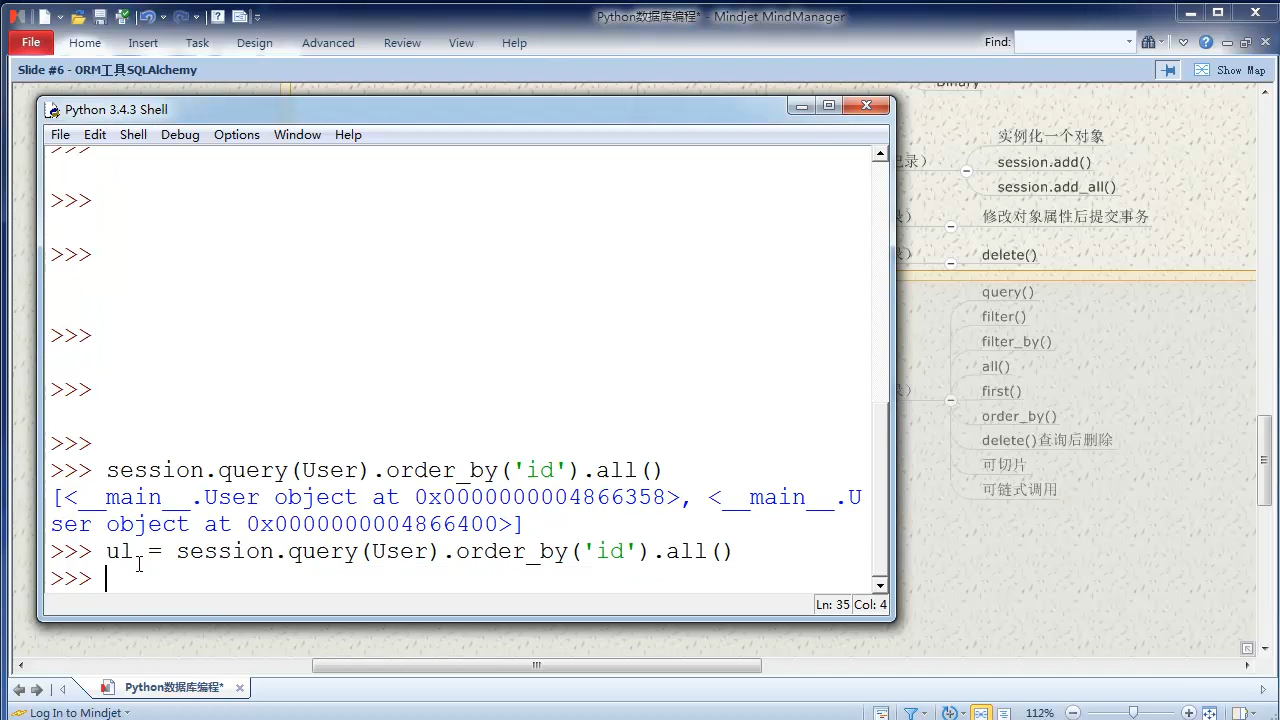 Python数据库编程* - Mindjet MindManager
File Home Insert Task Design Advanced Review View Help
Find:
Slide #6 - ORM工具SQLAlchemy
Show Map
Binary
Python 3.4.3 Shell
File Edit Shell Debug Options Window Help
>>>
>>>
>>>
>>>
>>>
>>>
>>> session.query(User).order_by('id').all()
[<__main__.User object at 0x0000000004866358>, <__main__.U
ser object at 0x0000000004866400>]
>>> ul = session.query(User).order_by('id').all()
>>>
Ln: 35 Col: 4
实例化一个对象
录）
session.add()
session.add_all()
）
修改对象属性后提交事务
录）
delete()
query()
filter()
filter_by()
all()
录）
first()
order_by()
delete()查询后删除
可切片
可链式调用
Python数据库编程*
Log In to Mindjet
112%